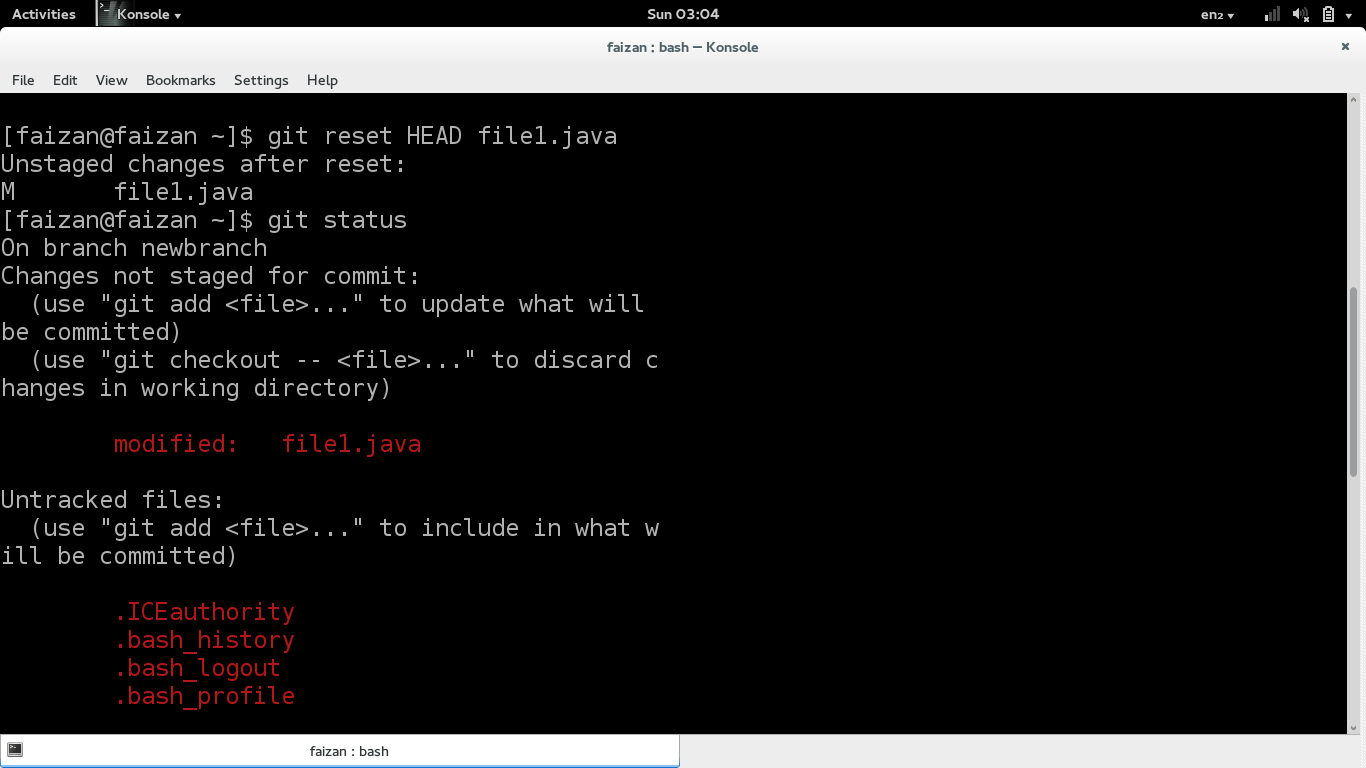 Activities Konsole Sun 03:04 en₂
faizan : bash — Konsole
File Edit View Bookmarks Settings Help
[faizan@faizan ~]$ git reset HEAD file1.java
Unstaged changes after reset:
M       file1.java
[faizan@faizan ~]$ git status
On branch newbranch
Changes not staged for commit:
  (use "git add <file>..." to update what will
be committed)
  (use "git checkout -- <file>..." to discard c
hanges in working directory)
        modified:   file1.java
Untracked files:
  (use "git add <file>..." to include in what w
ill be committed)
        .ICEauthority
        .bash_history
        .bash_logout
        .bash_profile
faizan : bash